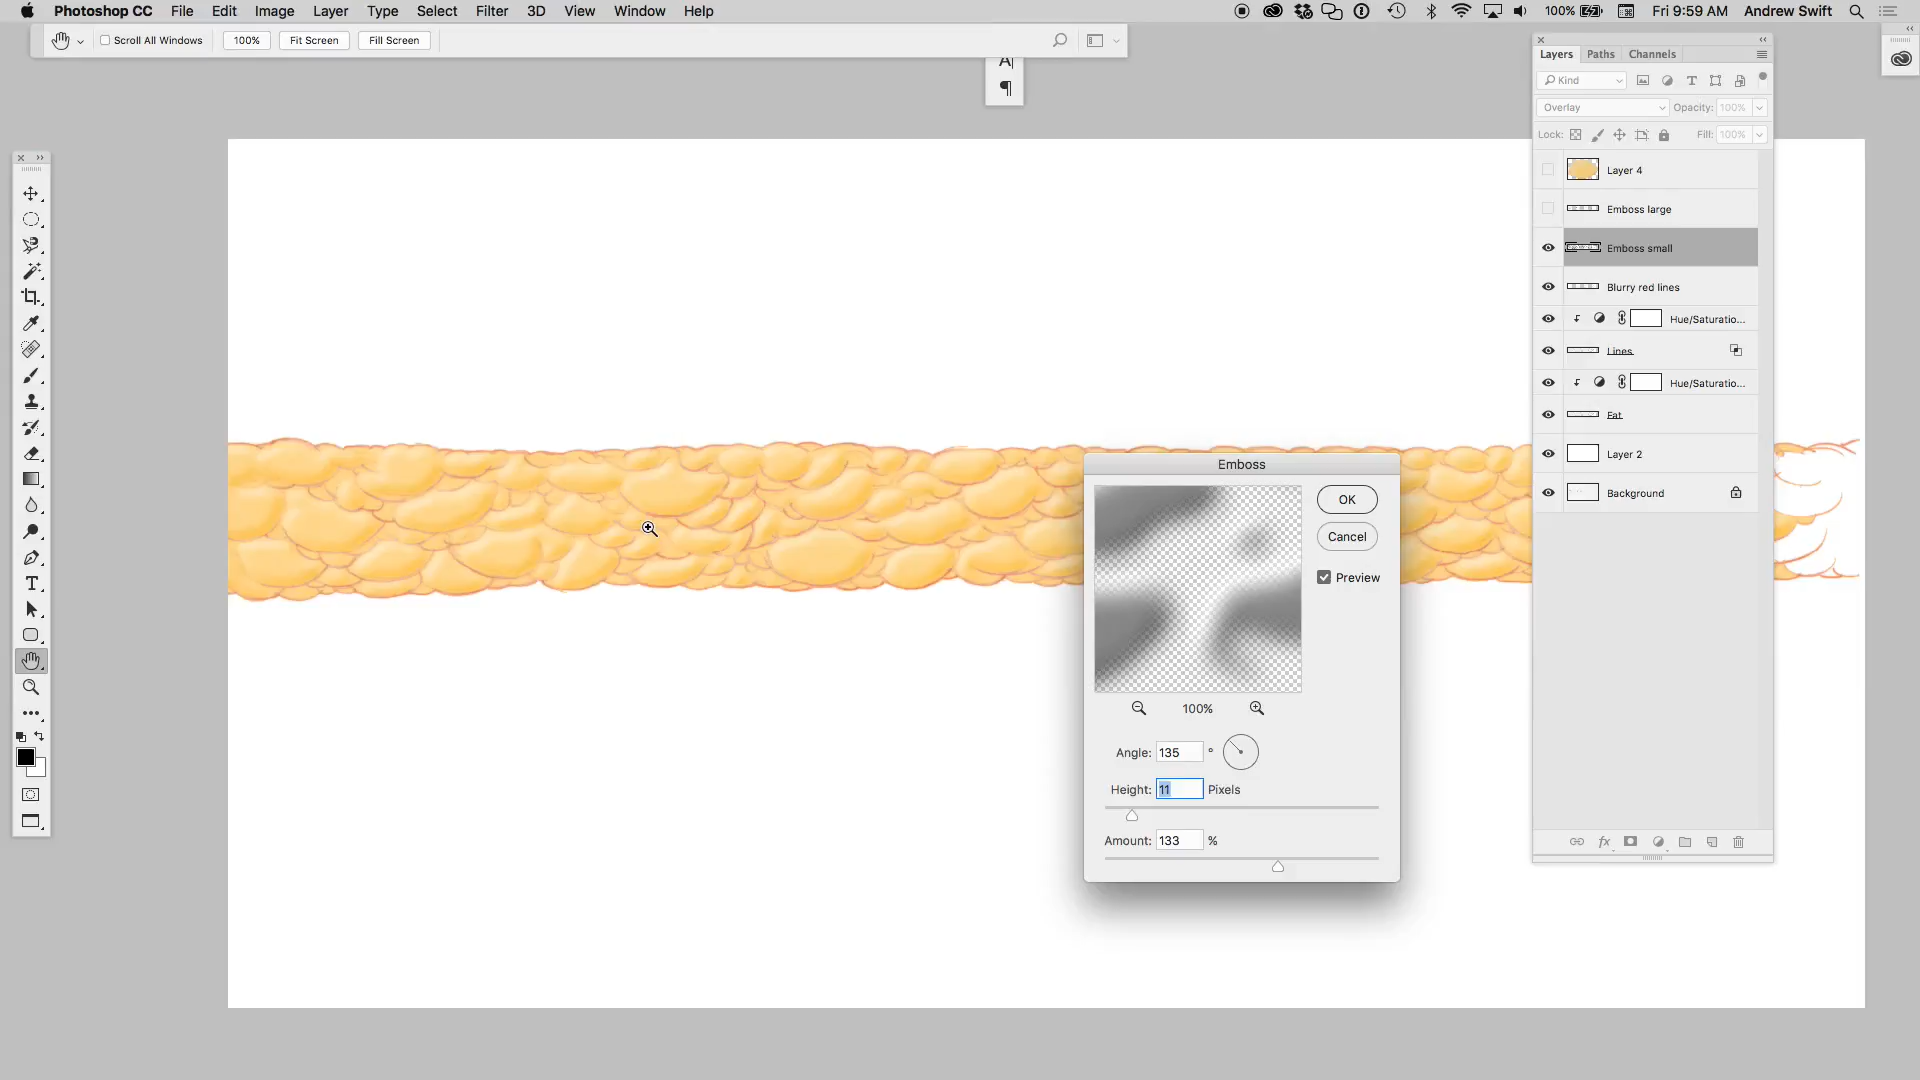 Photoshop CC File Edit Image Layer Type Select Filter 3D View Window Help 100% Fri 9:59 AM Andrew Swift
Scroll All Windows 100% Fit Screen Fill Screen
A
¶
Layers Paths Channels
Kind
Overlay Opacity: 100%
Lock: Fill: 100%
Layer 4
Emboss large
Emboss small
Blurry red lines
Hue/Saturatio...
Lines
Hue/Saturatio...
Fat
Layer 2
Background
Emboss
OK
Cancel
Preview
100%
Angle: 135 °
Height: 11 Pixels
Amount: 133 %